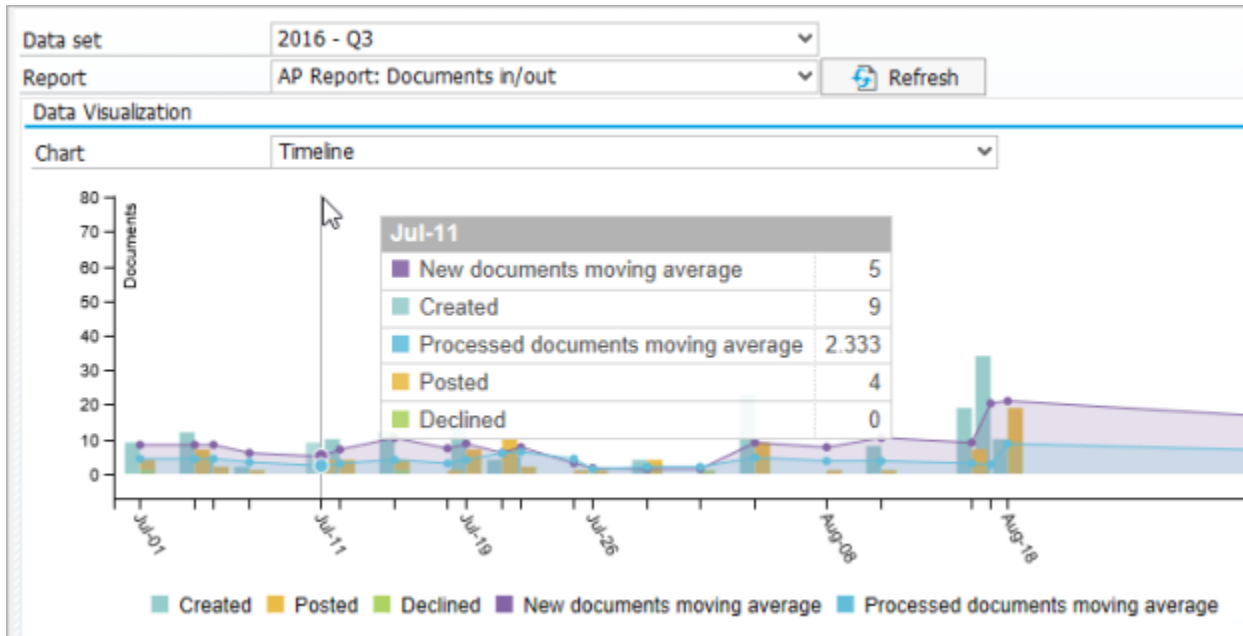 Data set 2016 - Q3
Report AP Report: Documents in/out Refresh
Data Visualization
Chart Timeline
80
70
60
50
40
30
20
10
0
Documents
Jul-11
New documents moving average 5
Created 9
Processed documents moving average 2.333
Posted 4
Declined 0
Jul-01 Jul-11 Jul-19 Jul-26 Aug-08 Aug-18
Created Posted Declined New documents moving average Processed documents moving average